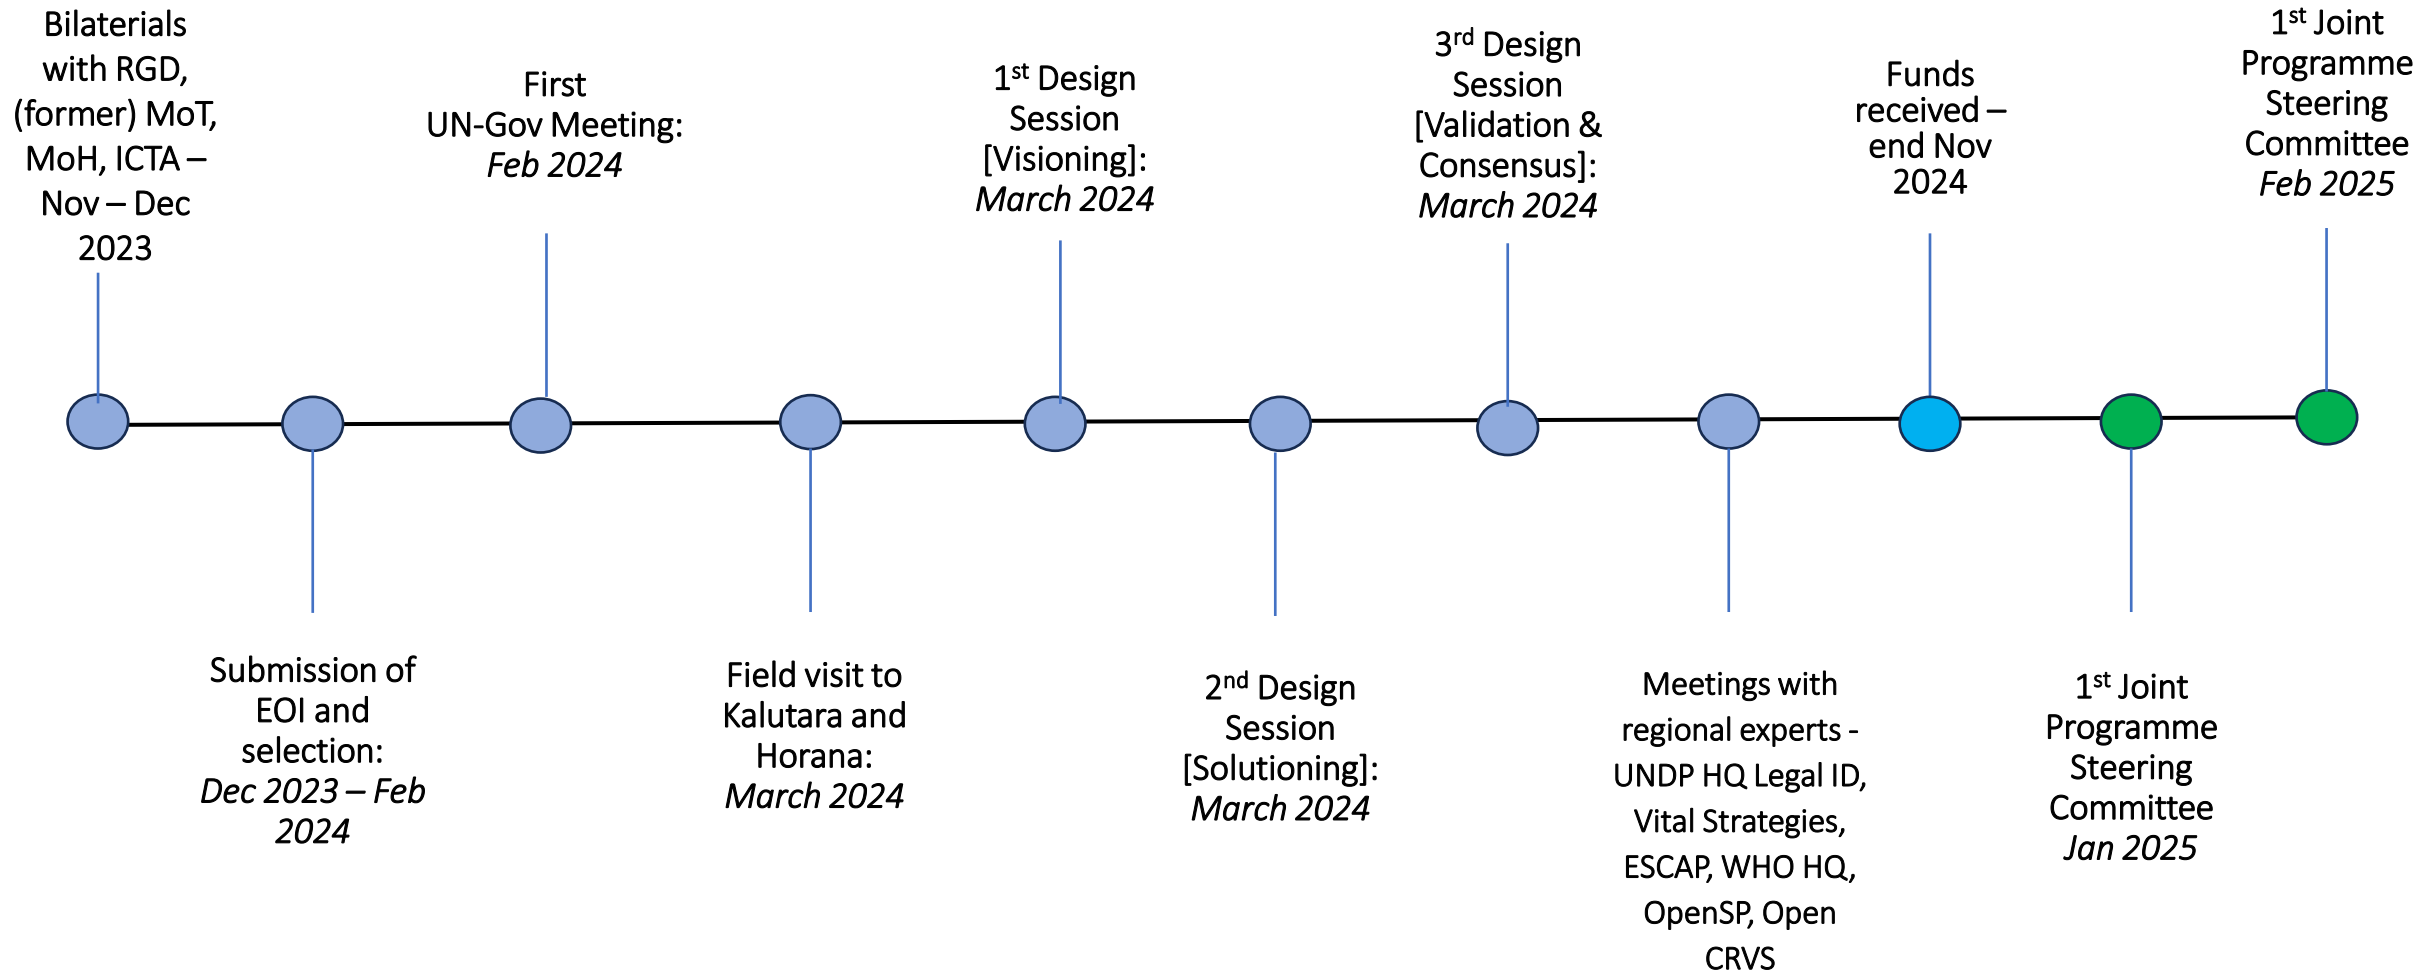 Bilaterials
with RGD,
(former) MoT,
MoH, ICTA –
Nov – Dec
2023
Submission of
EOI and
selection:
Dec 2023 – Feb
2024
First
UN-Gov Meeting:
Feb 2024
Field visit to
Kalutara and
Horana:
March 2024
1st Design
Session
[Visioning]:
March 2024
2nd Design
Session
[Solutioning]:
March 2024
3rd Design
Session
[Validation &
Consensus]:
March 2024
Meetings with
regional experts -
UNDP HQ Legal ID,
Vital Strategies,
ESCAP, WHO HQ,
OpenSP, Open
CRVS
Funds
received –
end Nov
2024
1st Joint
Programme
Steering
Committee
Jan 2025
1st Joint
Programme
Steering
Committee
Feb 2025